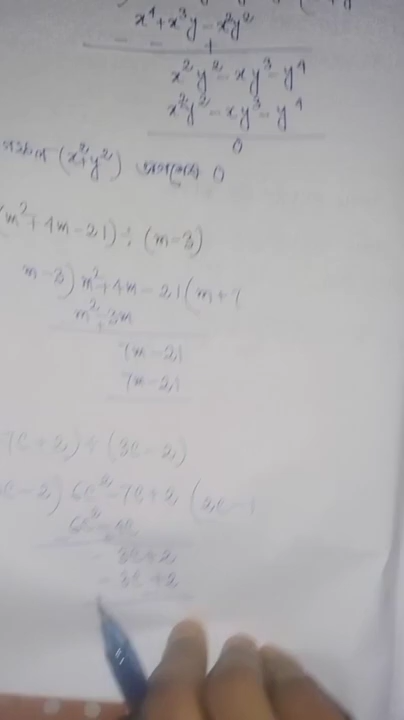 x⁴+x³y-x²y²
- - +
x²y²-xy³-y⁴
x²y²-xy³-y⁴
0
(x²+y²) 0
(m²+4m-21)÷(m-3)
m-3) m²+4m-21(m+7
m²-3m
- +
7m-21
7m-21
-7c+2)÷(3c-2)
3c-2) 6c²-7c+2 (2c-1
6c²-4c
- 3c+2
- 3c+2